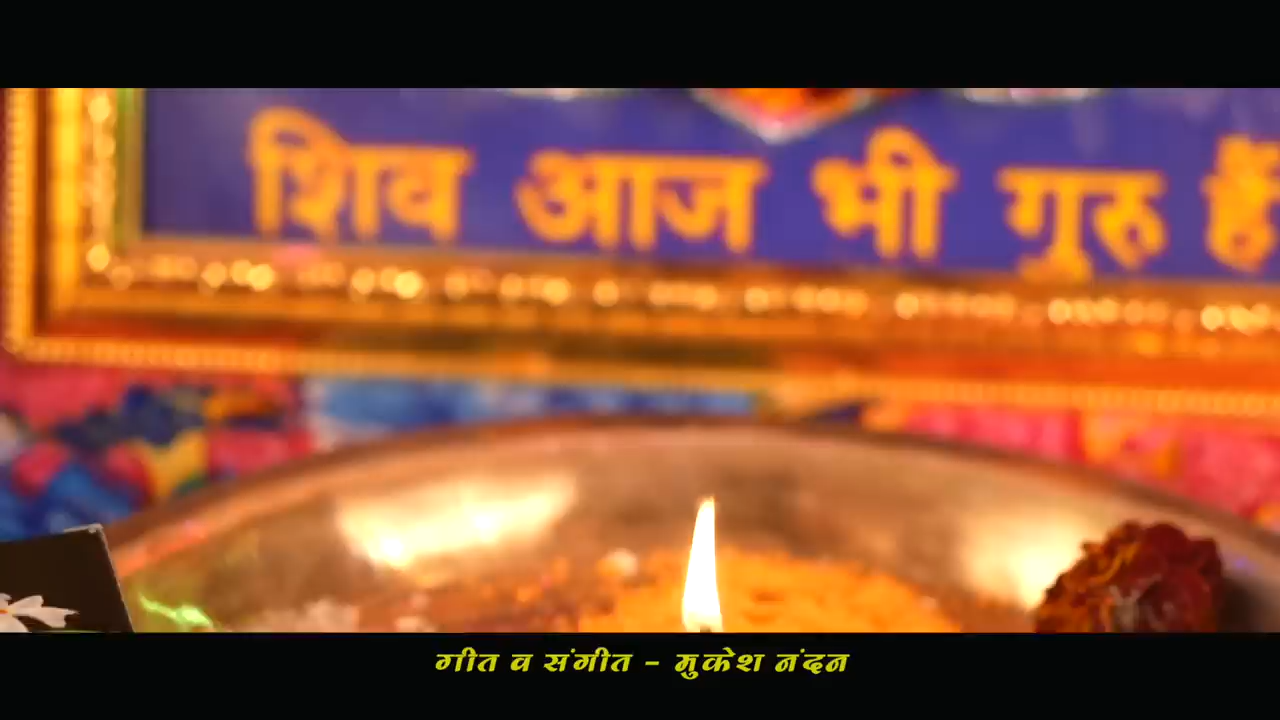 शिव आज भी गुरु हैं
गीत व संगीत - मुकेश नंदन